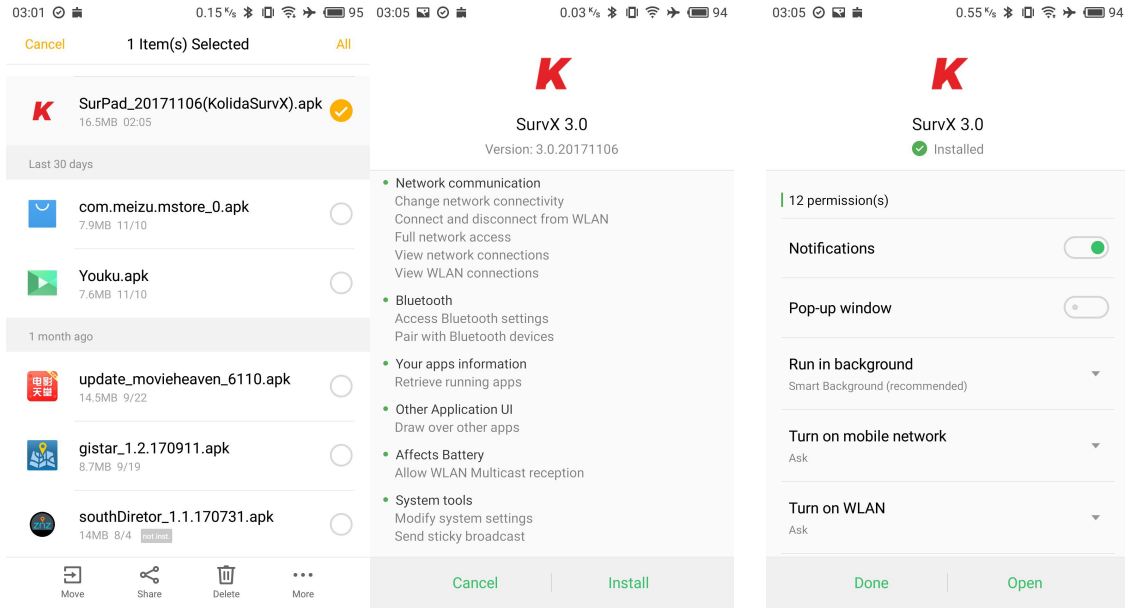 03:01 0.15 K/s 95
Cancel 1 Item(s) Selected All
SurPad_20171106(KolidaSurvX).apk
16.5MB 02:05
Last 30 days
com.meizu.mstore_0.apk
7.9MB 11/10
Youku.apk
7.6MB 11/10
1 month ago
电影
天堂
update_movieheaven_6110.apk
14.5MB 9/22
gistar_1.2.170911.apk
8.7MB 9/19
znz
southDiretor_1.1.170731.apk
14MB 8/4 not inst.
Move Share Delete More
03:05 0.03 K/s 94
K
SurvX 3.0
Version: 3.0.20171106
Network communication
Change network connectivity
Connect and disconnect from WLAN
Full network access
View network connections
View WLAN connections
Bluetooth
Access Bluetooth settings
Pair with Bluetooth devices
Your apps information
Retrieve running apps
Other Application UI
Draw over other apps
Affects Battery
Allow WLAN Multicast reception
System tools
Modify system settings
Send sticky broadcast
Cancel Install
03:05 0.55 K/s 94
K
SurvX 3.0
Installed
12 permission(s)
Notifications
Pop-up window
Run in background
Smart Background (recommended)
Turn on mobile network
Ask
Turn on WLAN
Ask
Done Open